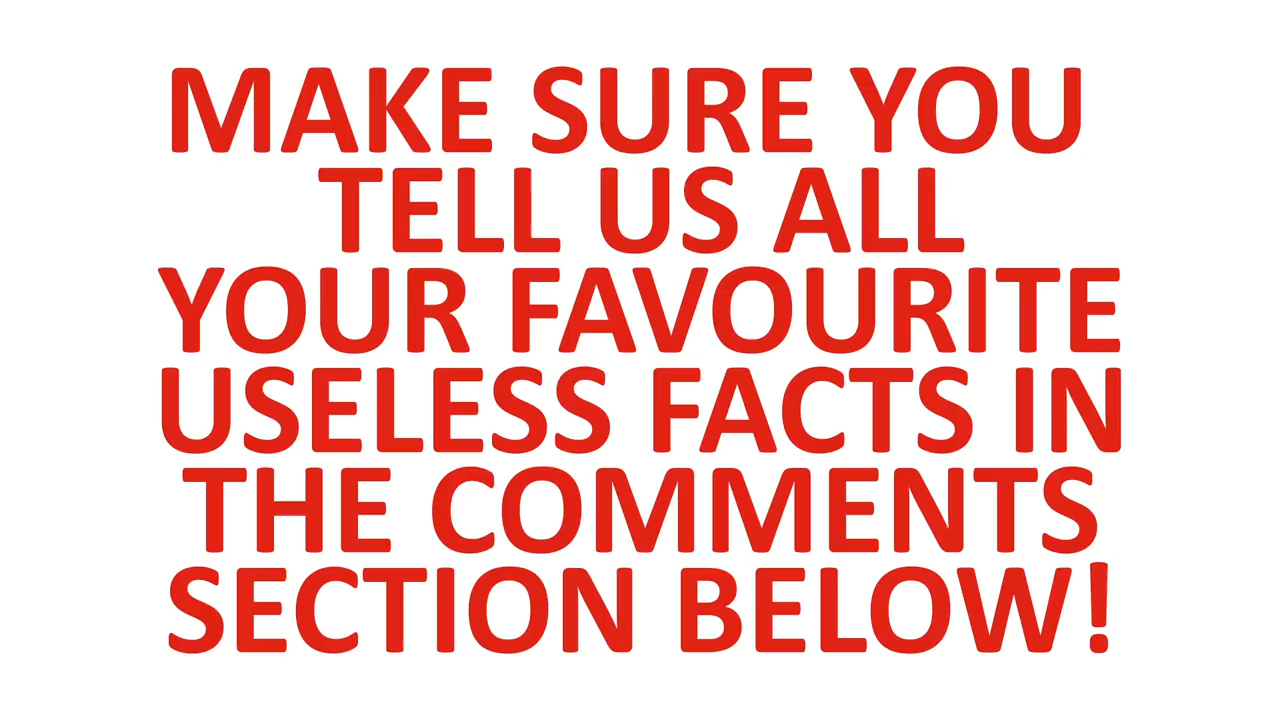 MAKE SURE YOU
TELL US ALL
YOUR FAVOURITE
USELESS FACTS IN
THE COMMENTS
SECTION BELOW!